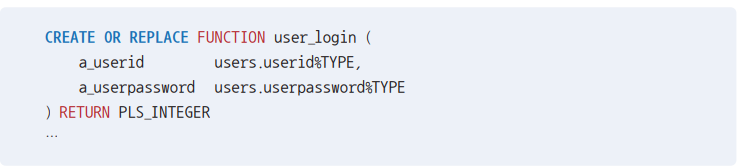 CREATE OR REPLACE FUNCTION user_login (
    a_userid        users.userid%TYPE,
    a_userpassword  users.userpassword%TYPE
) RETURN PLS_INTEGER
...